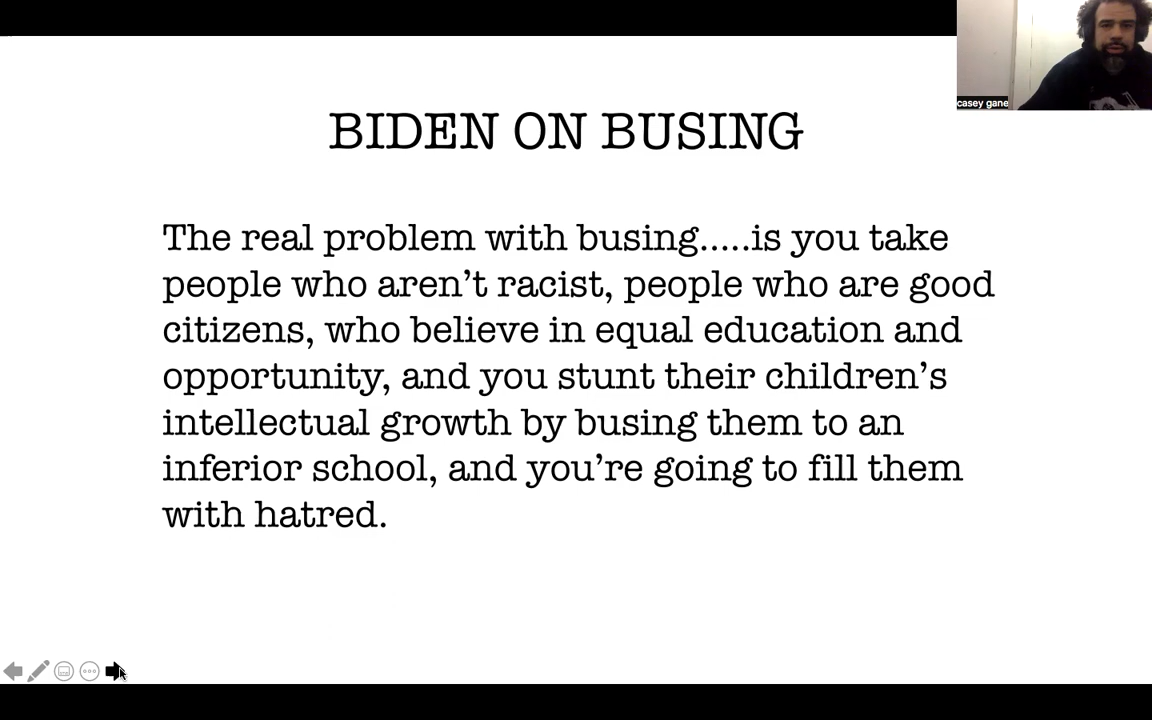 casey gane
BIDEN ON BUSING
The real problem with busing.....is you take
people who aren’t racist, people who are good
citizens, who believe in equal education and
opportunity, and you stunt their children’s
intellectual growth by busing them to an
inferior school, and you’re going to fill them
with hatred.